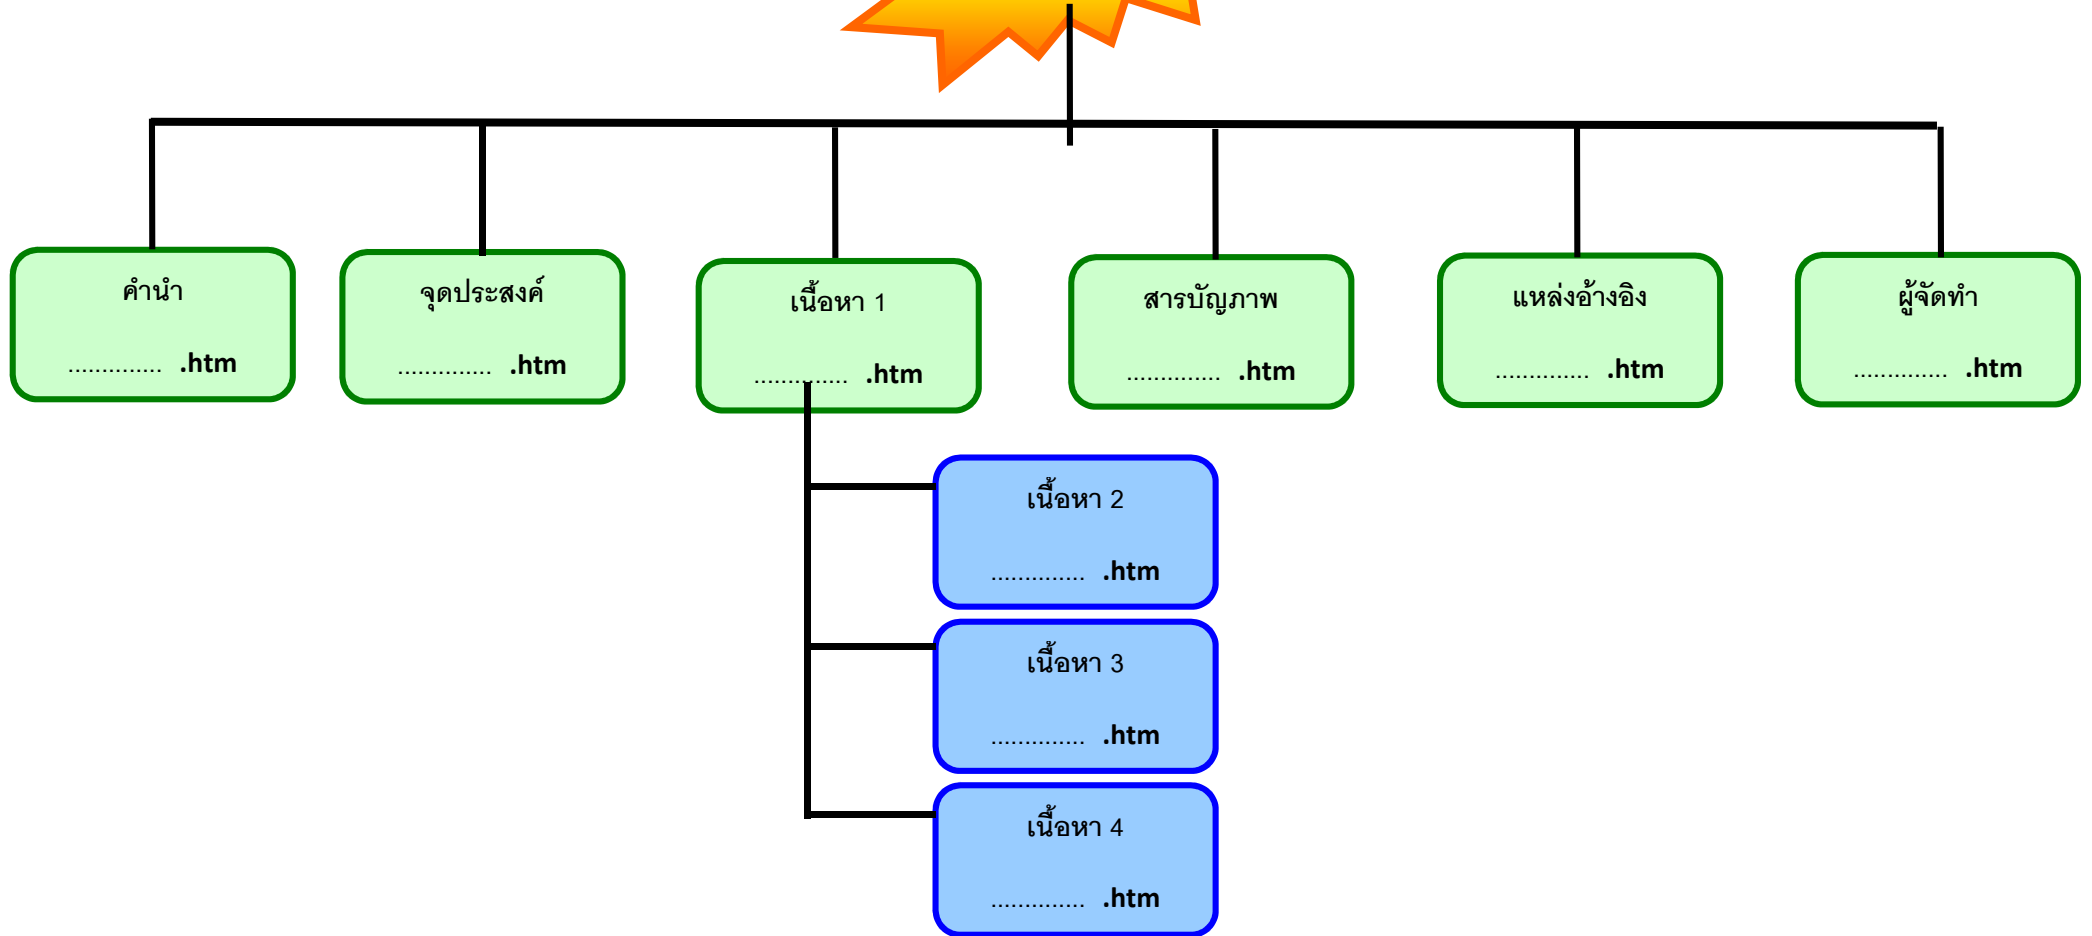 คำนำ
.............. .htm
จุดประสงค์
.............. .htm
เนื้อหา 1
.............. .htm
สารบัญภาพ
.............. .htm
แหล่งอ้างอิง
.............. .htm
ผู้จัดทำ
.............. .htm
เนื้อหา 2
.............. .htm
เนื้อหา 3
.............. .htm
เนื้อหา 4
.............. .htm